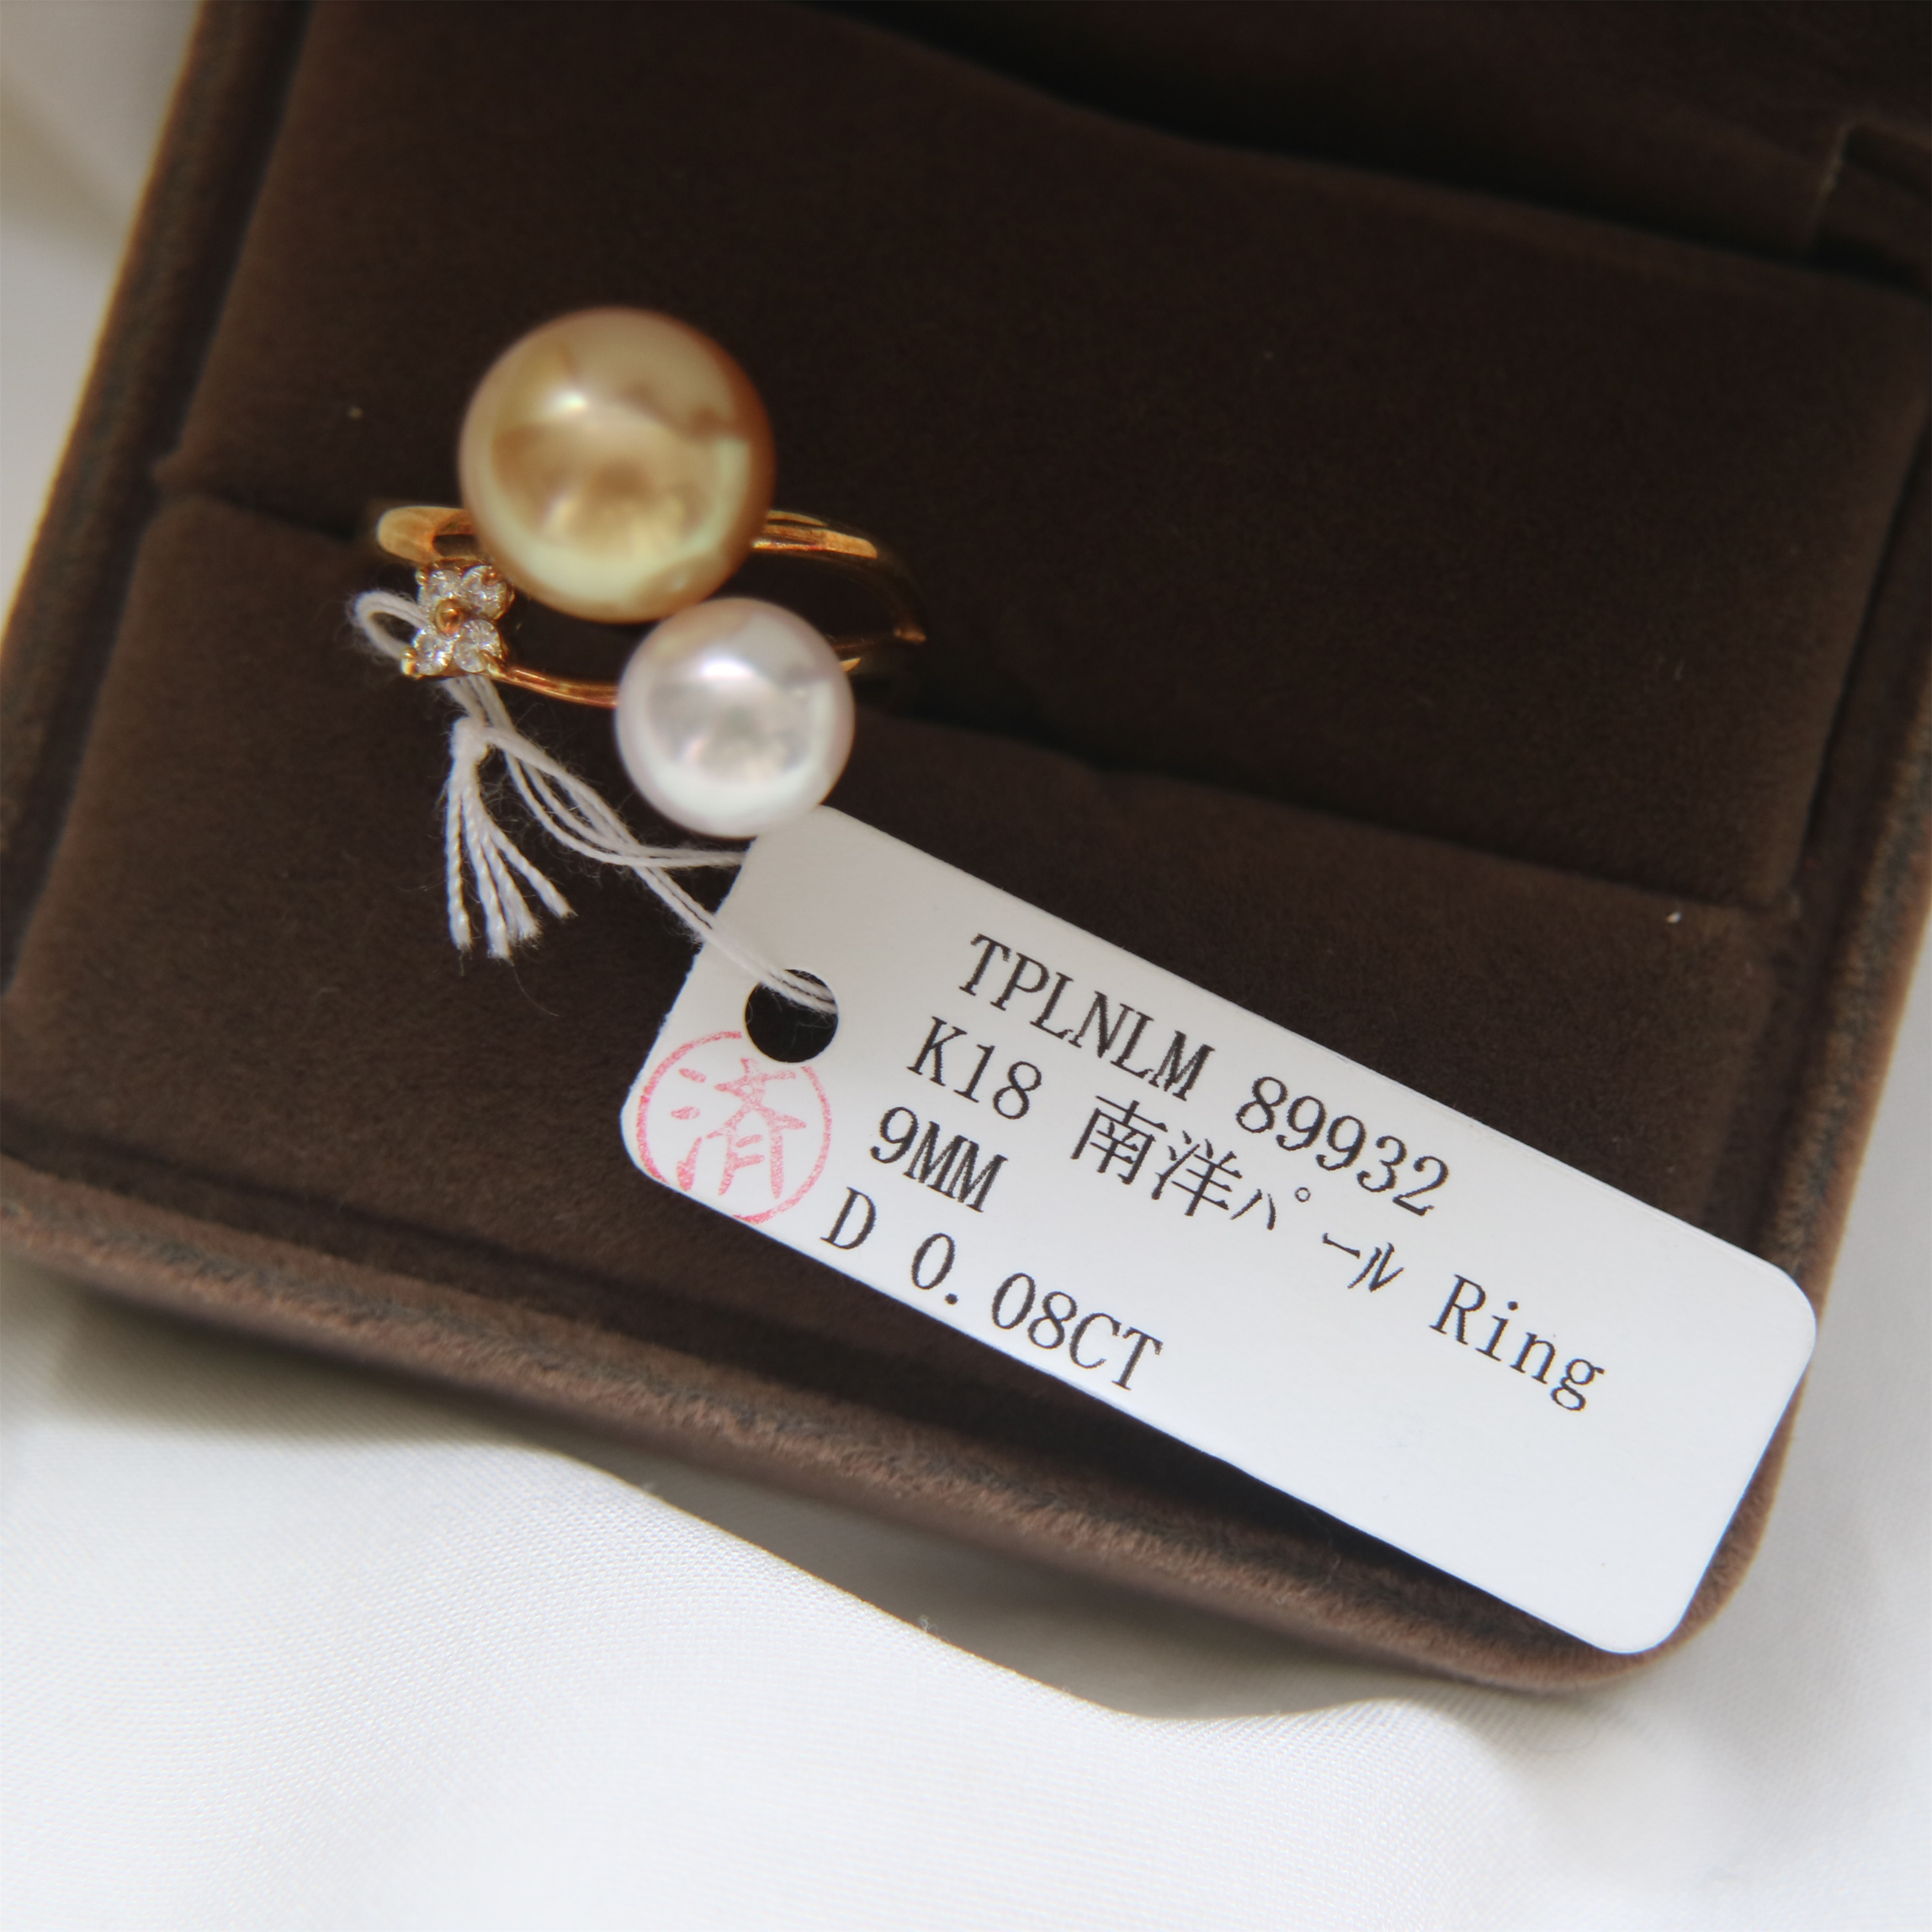 TPLNLM 89932
K18 南洋ﾊﾟｰﾙ Ring
9MM
D 0.08CT
済